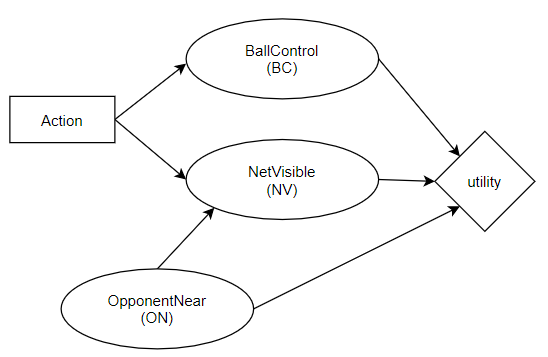 BallControl
(BC)
Action
NetVisible
(NV)
utility
OpponentNear
(ON)